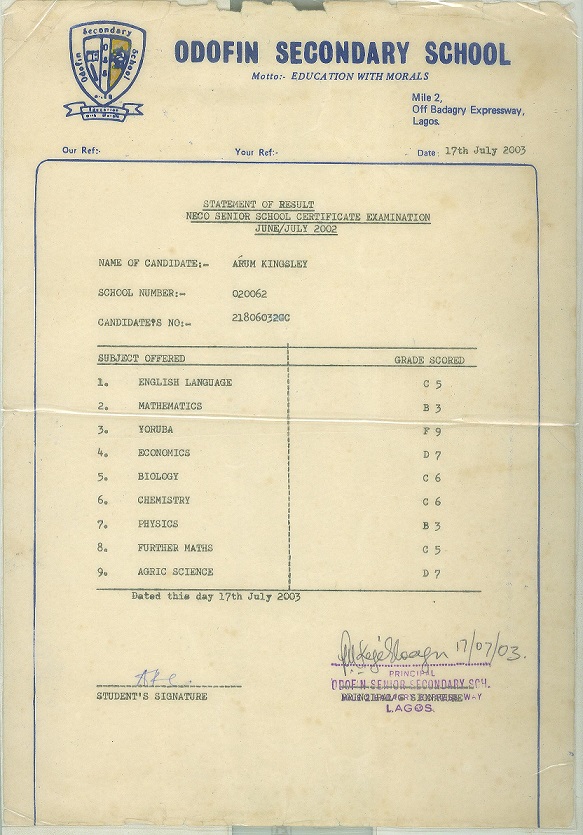 Odofin Secondary School
Education
with Morals
ODOFIN SECONDARY SCHOOL
Motto:- EDUCATION WITH MORALS
Mile 2,
Off Badagry Expressway,
Lagos.
Our Ref:- Your Ref:- Date: 17th July 2003
STATEMENT OF RESULT
NECO SENIOR SCHOOL CERTIFICATE EXAMINATION
JUNE/JULY 2002
NAME OF CANDIDATE:- ARUM KINGSLEY
SCHOOL NUMBER:- 020062
CANDIDATE'S NO:- 21806032GC
SUBJECT OFFERED GRADE SCORED
1. ENGLISH LANGUAGE C 5
2. MATHEMATICS B 3
3. YORUBA F 9
4. ECONOMICS D 7
5. BIOLOGY C 6
6. CHEMISTRY C 6
7. PHYSICS B 3
8. FURTHER MATHS C 5
9. AGRIC SCIENCE D 7
Dated this day 17th July 2003
17/07/03.
PRINCIPAL
ODOFIN SENIOR SECONDARY SCH.
STUDENT'S SIGNATURE PRINCIPAL'S SIGNATURE
LAGOS.